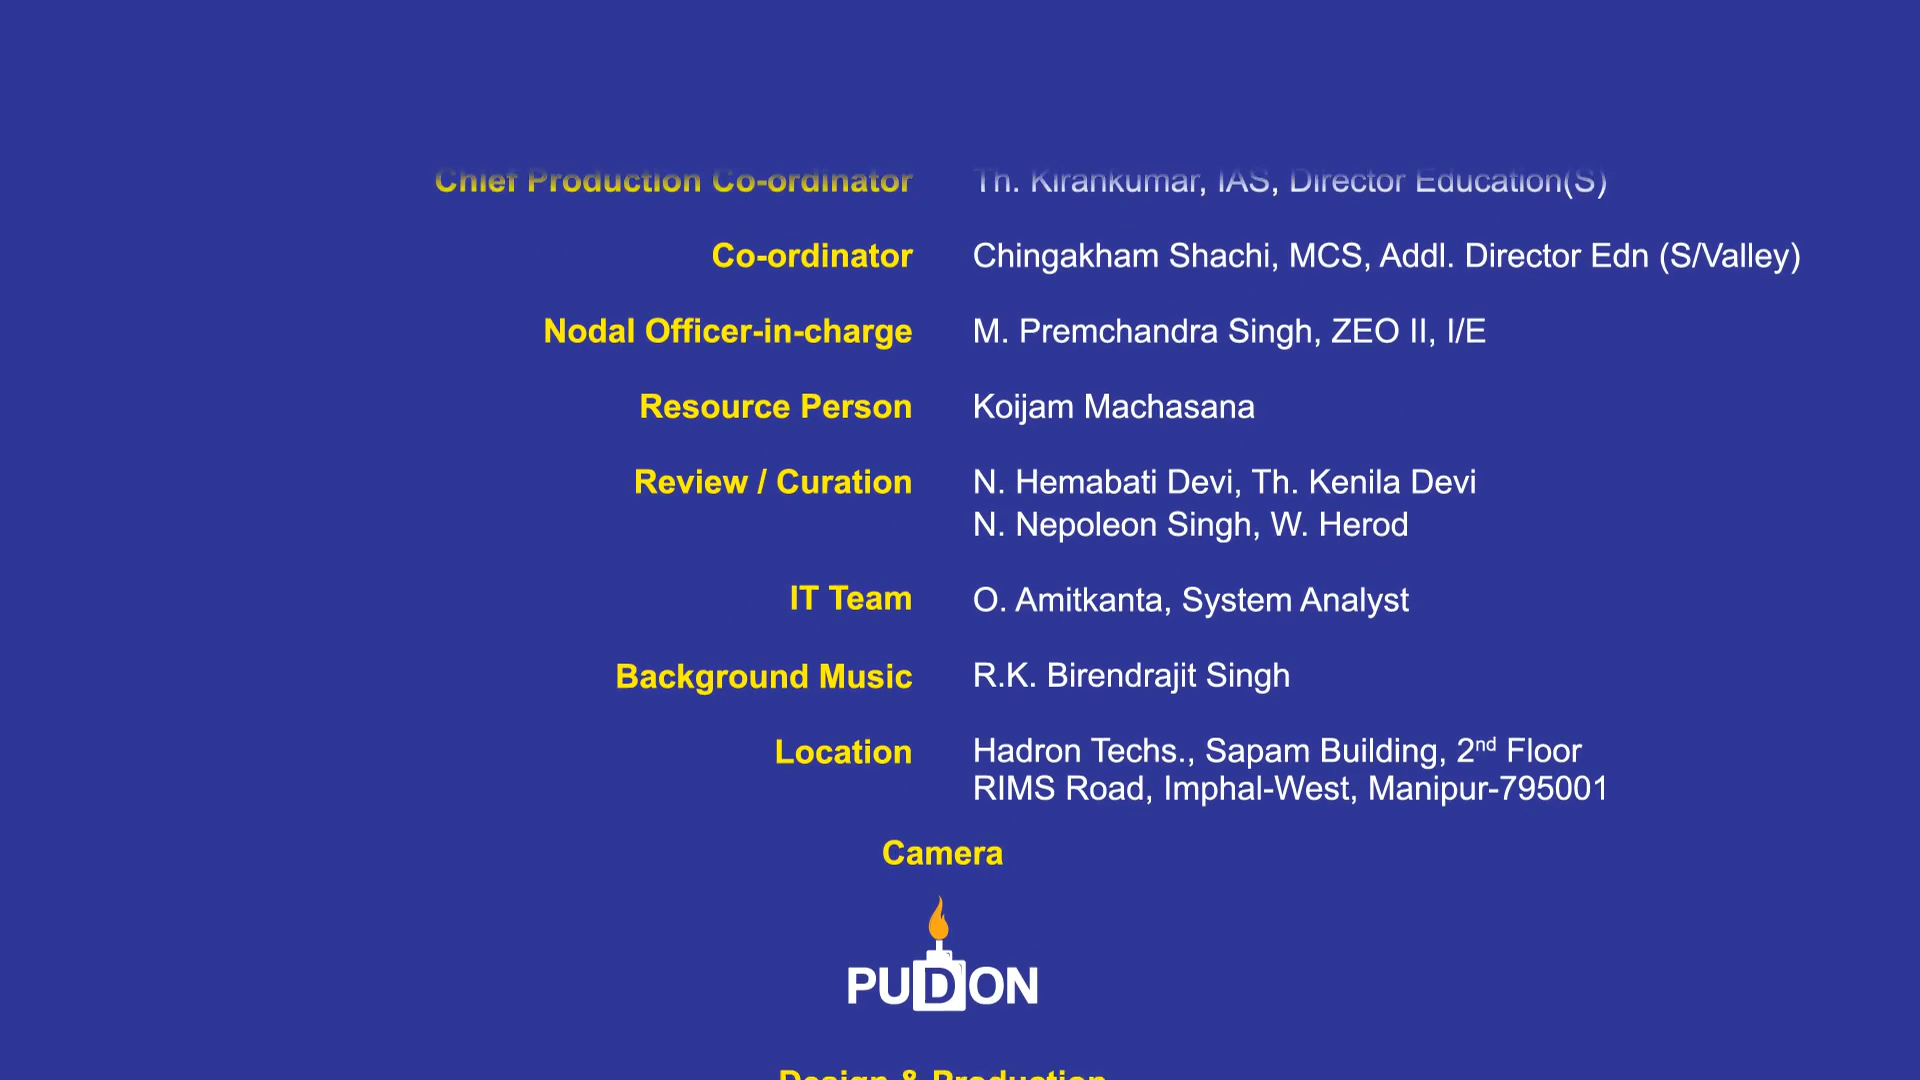 Chief Production Co-ordinator Th. Kirankumar, IAS, Director Education(S)
Co-ordinator Chingakham Shachi, MCS, Addl. Director Edn (S/Valley)
Nodal Officer-in-charge M. Premchandra Singh, ZEO II, I/E
Resource Person Koijam Machasana
Review / Curation N. Hemabati Devi, Th. Kenila Devi
N. Nepoleon Singh, W. Herod
IT Team O. Amitkanta, System Analyst
Background Music R.K. Birendrajit Singh
Location Hadron Techs., Sapam Building, 2nd Floor
RIMS Road, Imphal-West, Manipur-795001
Camera
PUDON
Design & Production